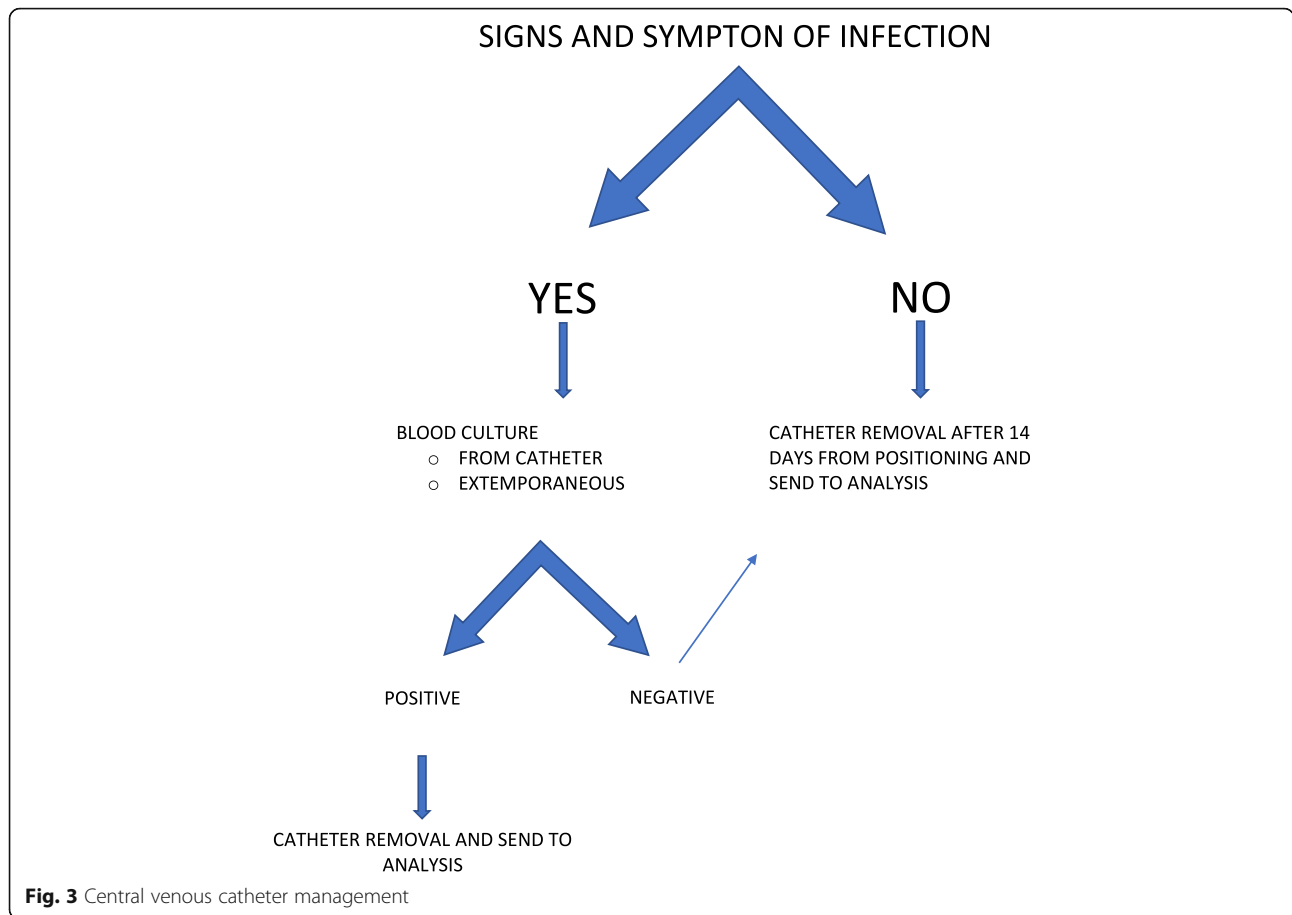 SIGNS AND SYMPTON OF INFECTION
YES
NO
BLOOD CULTURE
○ FROM CATHETER
○ EXTEMPORANEOUS
CATHETER REMOVAL AFTER 14
DAYS FROM POSITIONING AND
SEND TO ANALYSIS
POSITIVE
NEGATIVE
CATHETER REMOVAL AND SEND TO
ANALYSIS
Fig. 3 Central venous catheter management